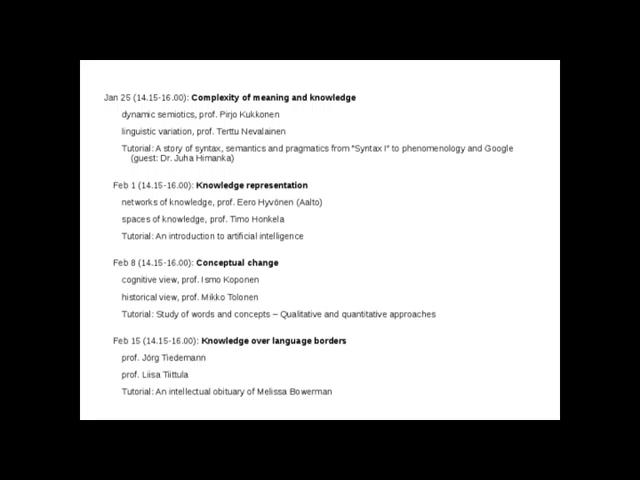 Jan 25 (14.15-16.00): Complexity of meaning and knowledge
dynamic semiotics, prof. Pirjo Kukkonen
linguistic variation, prof. Terttu Nevalainen
Tutorial: A story of syntax, semantics and pragmatics from "Syntax I" to phenomenology and Google
(guest: Dr. Juha Himanka)
Feb 1 (14.15-16.00): Knowledge representation
networks of knowledge, prof. Eero Hyvönen (Aalto)
spaces of knowledge, prof. Timo Honkela
Tutorial: An introduction to artificial intelligence
Feb 8 (14.15-16.00): Conceptual change
cognitive view, prof. Ismo Koponen
historical view, prof. Mikko Tolonen
Tutorial: Study of words and concepts – Qualitative and quantitative approaches
Feb 15 (14.15-16.00): Knowledge over language borders
prof. Jörg Tiedemann
prof. Liisa Tiittula
Tutorial: An intellectual obituary of Melissa Bowerman